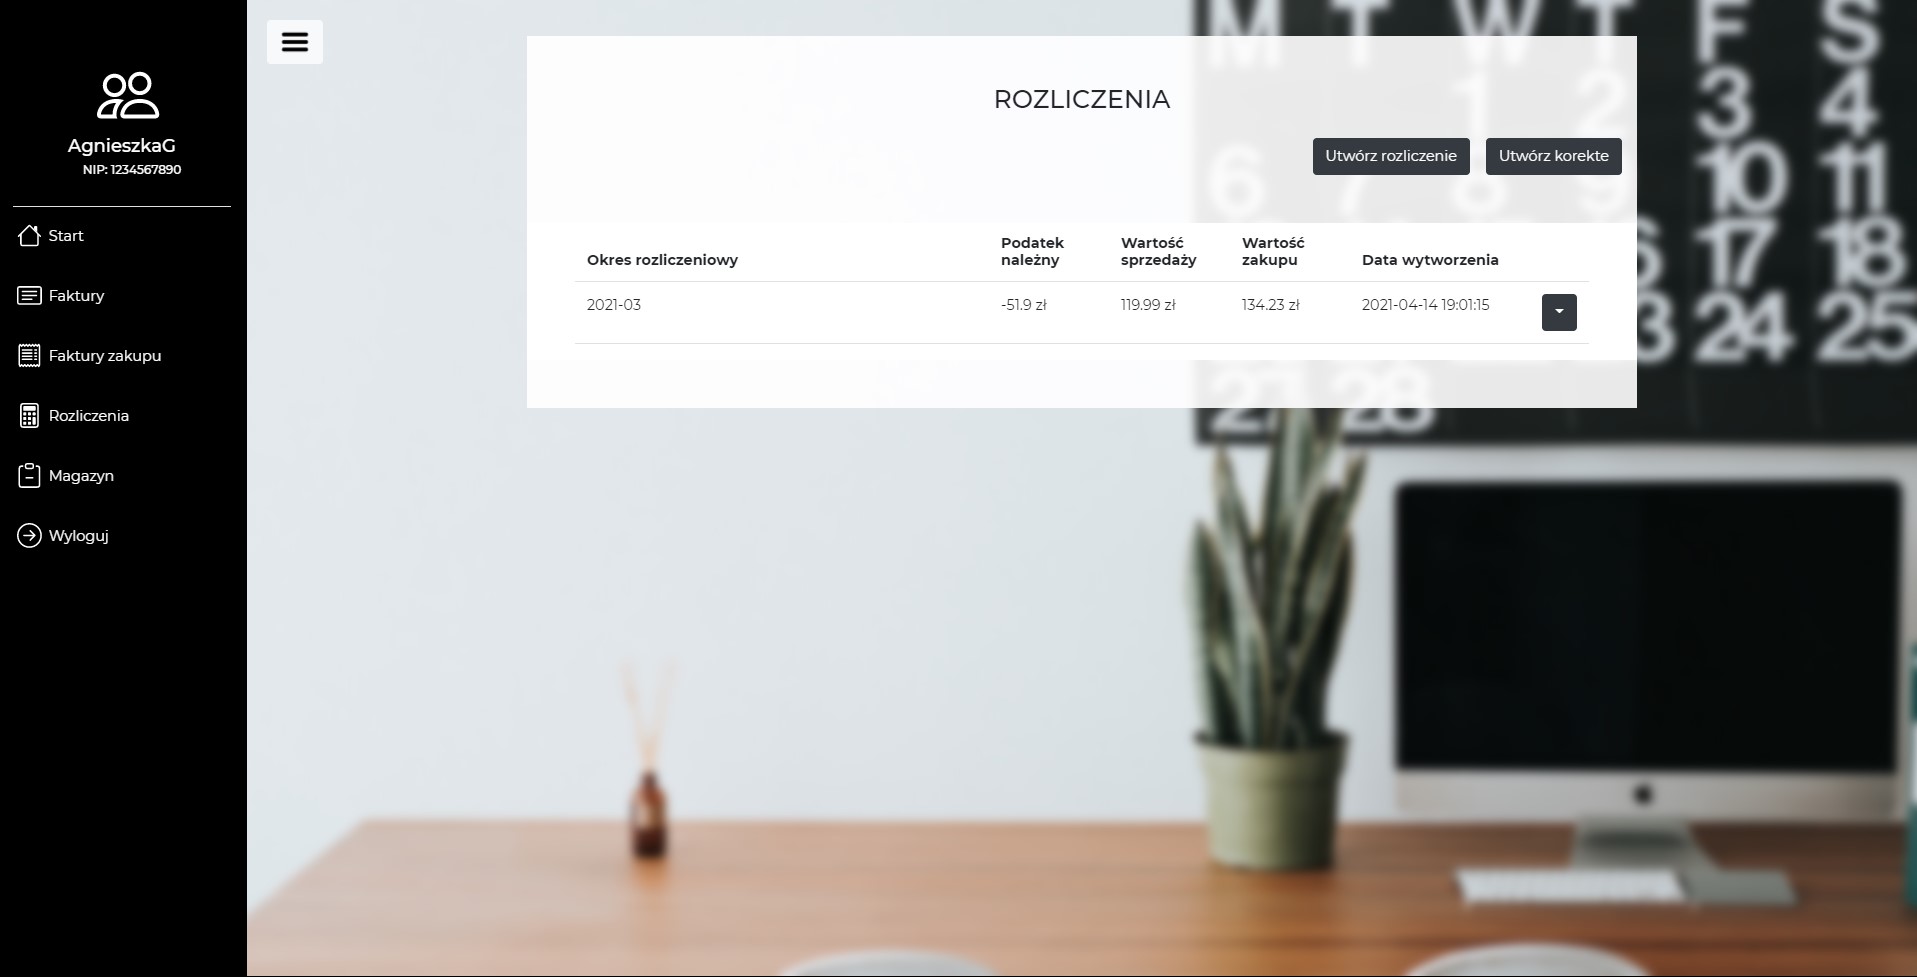 AgnieszkaG
NIP: 1234567890
Start
Faktury
Faktury zakupu
Rozliczenia
Magazyn
Wyloguj
ROZLICZENIA
Utwórz rozliczenie Utwórz korekte
Okres rozliczeniowy Podatek należny Wartość sprzedaży Wartość zakupu Data wytworzenia
2021-03 -51.9 zł 119.99 zł 134.23 zł 2021-04-14 19:01:15
M T W T F S
1 2 3 4
6 7 8 9 10 11
17 18
24 25
27 28